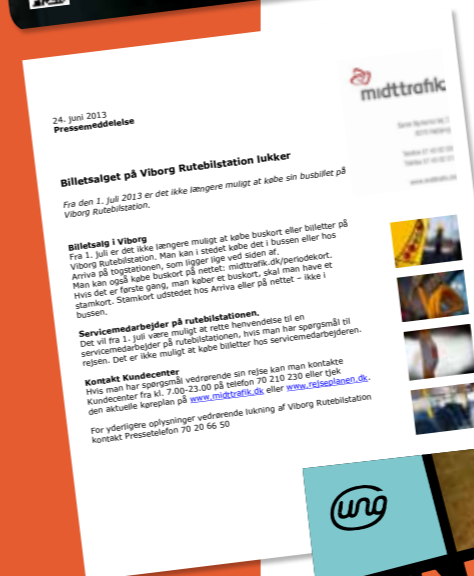 midttrafik
24. juni 2013
Pressemeddelelse
Billetsalget på Viborg Rutebilstation lukker
Fra den 1. juli 2013 er det ikke længere muligt at købe sin busbillet på
Viborg Rutebilstation.
Billetsalg i Viborg
Fra 1. juli er det ikke længere muligt at købe buskort eller billetter på
Viborg Rutebilstation. Man kan i stedet købe det i bussen eller hos
Arriva på togstationen, som ligger lige ved siden af.
Man kan også købe buskort på nettet: midttrafik.dk/periodekort.
Hvis det er første gang, man køber et buskort, skal man have et
stamkort. Stamkort udstedet hos Arriva eller på nettet – ikke i
bussen.
Servicemedarbejder på rutebilstationen.
Det vil fra 1. juli være muligt at rette henvendelse til en
servicemedarbejder på rutebilstationen, hvis man har spørgsmål til
rejsen. Det er ikke muligt at købe billetter hos servicemedarbejderen.
Kontakt Kundecenter
Hvis man har spørgsmål vedrørende sin rejse kan man kontakte
Kundecenter fra kl. 7.00-23.00 på telefon 70 210 230 eller tjek
den aktuelle køreplan på www.midttrafik.dk eller www.rejseplanen.dk.
For yderligere oplysninger vedrørende lukning af Viborg Rutebilstation
kontakt Pressetelefon 70 20 66 50
ung